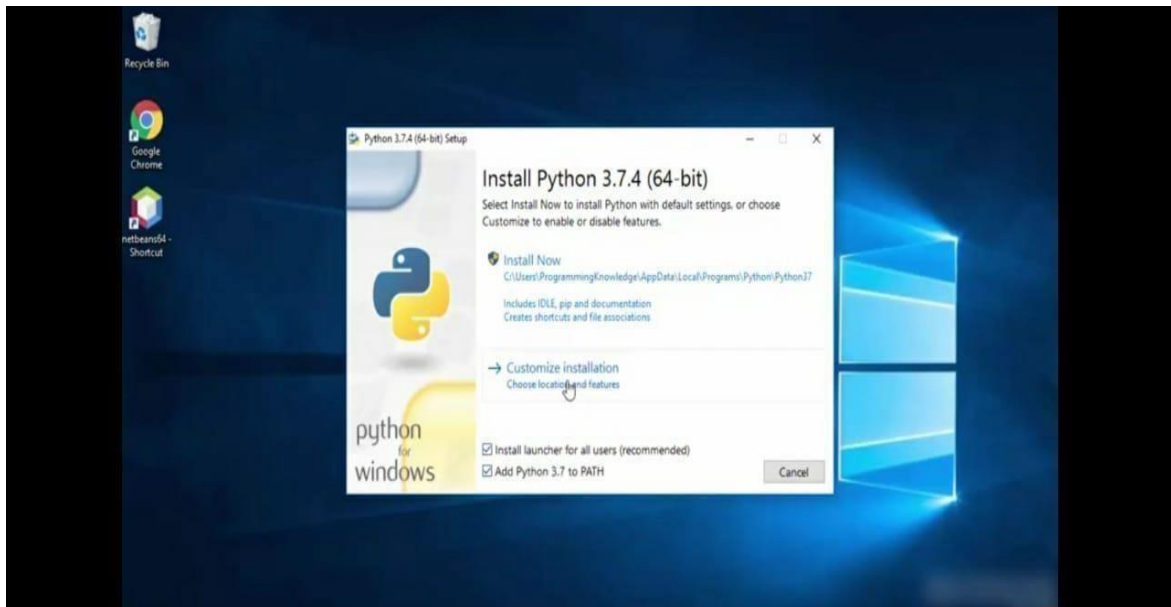 Recycle Bin
Google
Chrome
netbeans64 -
Shortcut
Python 3.7.4 (64-bit) Setup
Install Python 3.7.4 (64-bit)
Select Install Now to install Python with default settings, or choose
Customize to enable or disable features.
Install Now
C:\Users\ProgrammingKnowledge\AppData\Local\Programs\Python\Python37
Includes IDLE, pip and documentation
Creates shortcuts and file associations
Customize installation
Choose location and features
python
for
windows
Install launcher for all users (recommended)
Add Python 3.7 to PATH
Cancel